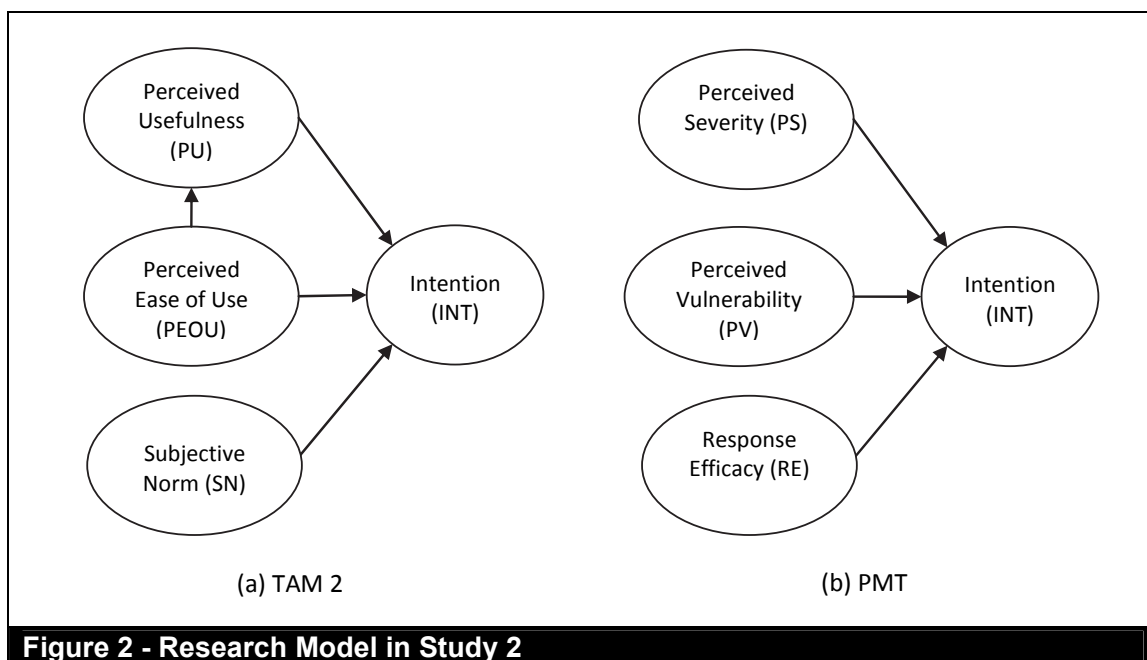 Perceived
Usefulness
(PU)
Perceived
Ease of Use
(PEOU)
Subjective
Norm (SN)
Intention
(INT)
(a) TAM 2
Perceived
Severity (PS)
Perceived
Vulnerability
(PV)
Response
Efficacy (RE)
Intention
(INT)
(b) PMT
Figure 2 - Research Model in Study 2